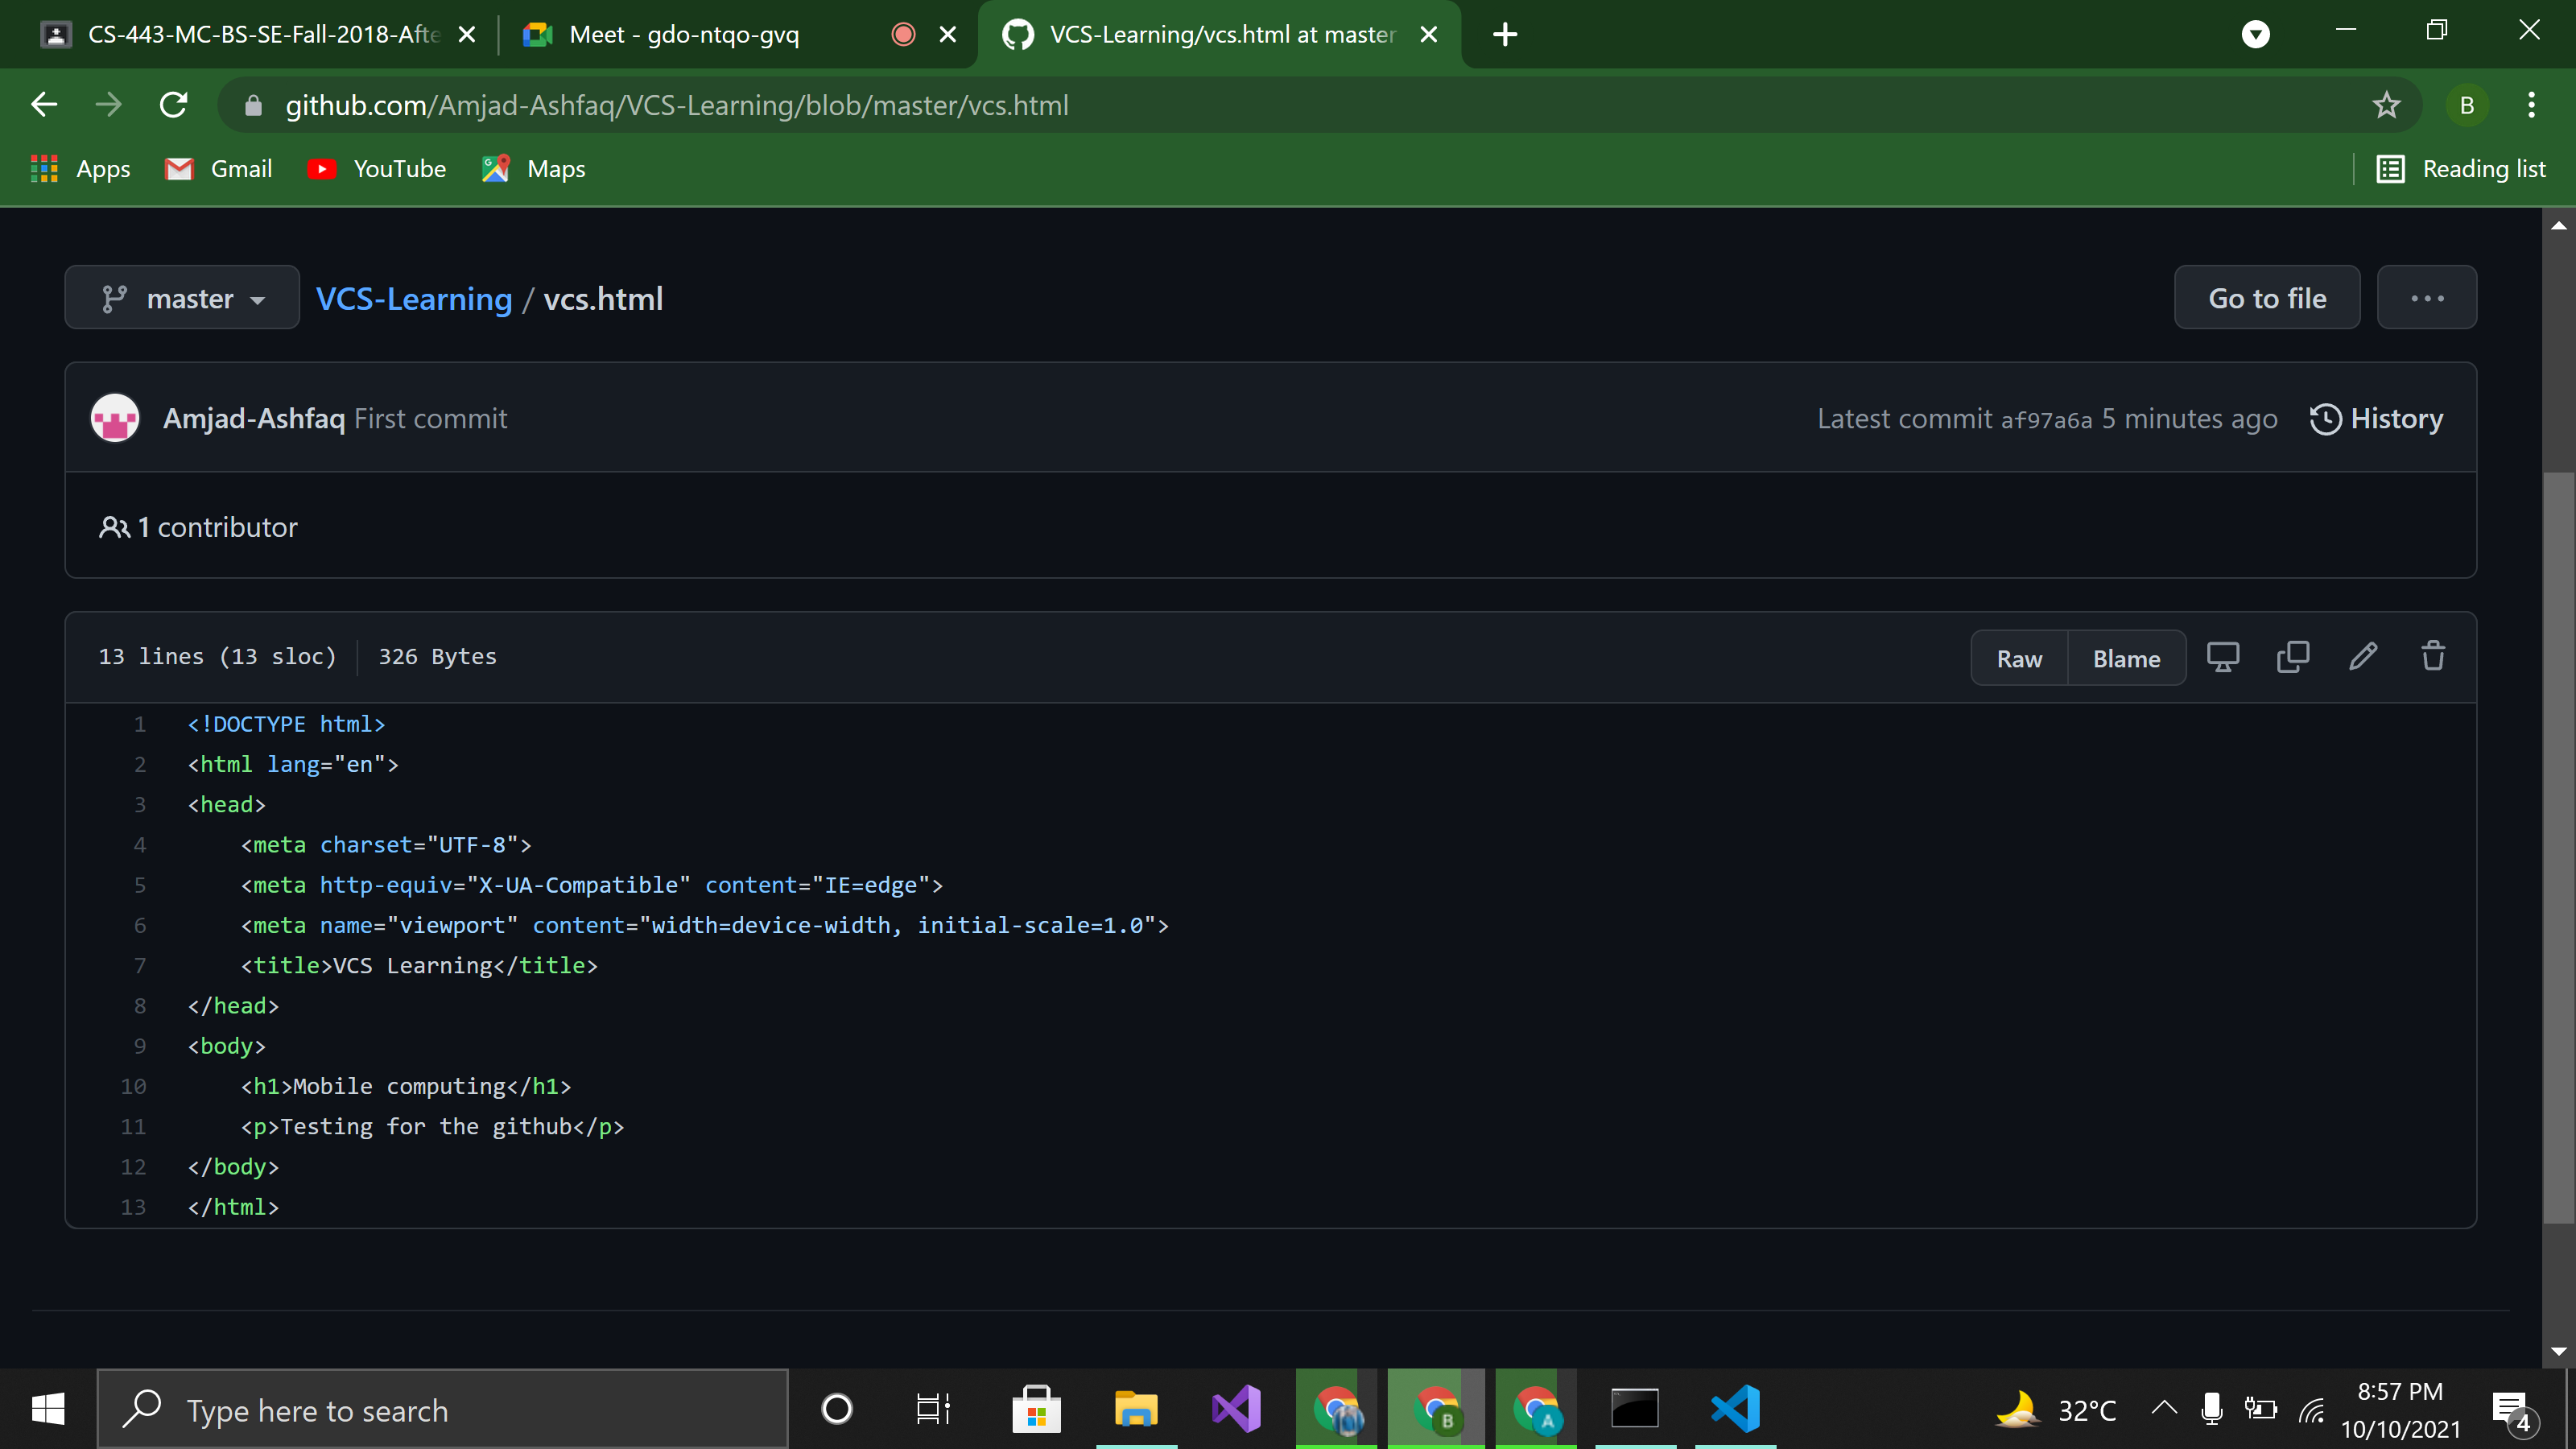 CS-443-MC-BS-SE-Fall-2018-Afte
Meet - gdo-ntqo-gvq
VCS-Learning/vcs.html at master
github.com/Amjad-Ashfaq/VCS-Learning/blob/master/vcs.html
B
Apps
Gmail
YouTube
Maps
Reading list
master
VCS-Learning / vcs.html
Go to file
Amjad-Ashfaq First commit
Latest commit af97a6a 5 minutes ago
History
1 contributor
13 lines (13 sloc)
326 Bytes
Raw
Blame
1 <!DOCTYPE html>
2 <html lang="en">
3 <head>
4 <meta charset="UTF-8">
5 <meta http-equiv="X-UA-Compatible" content="IE=edge">
6 <meta name="viewport" content="width=device-width, initial-scale=1.0">
7 <title>VCS Learning</title>
8 </head>
9 <body>
10 <h1>Mobile computing</h1>
11 <p>Testing for the github</p>
12 </body>
13 </html>
Type here to search
B
A
32°C
8:57 PM
10/10/2021
4